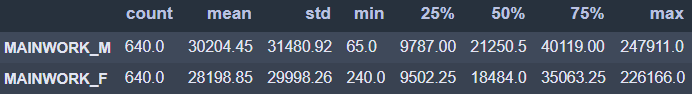 count mean std min 25% 50% 75% max
MAINWORK_M 640.0 30204.45 31480.92 65.0 9787.00 21250.5 40119.00 247911.0
MAINWORK_F 640.0 28198.85 29998.26 240.0 9502.25 18484.0 35063.25 226166.0